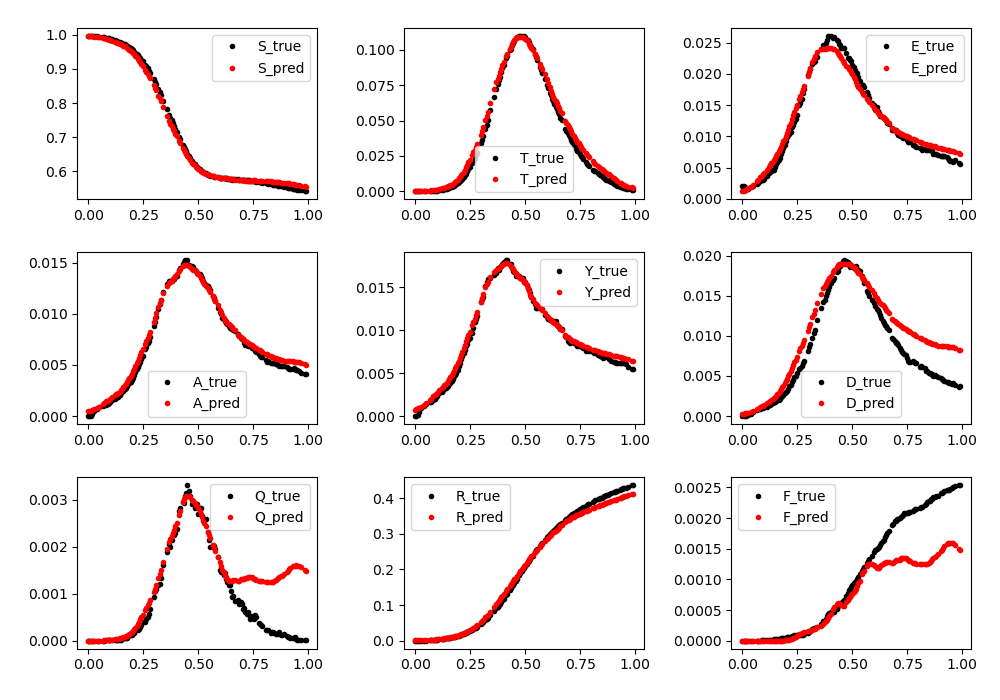 1.0
0.9
0.8
0.7
0.6
S_true
S_pred
0.00 0.25 0.50 0.75 1.00
0.100
0.075
0.050
0.025
0.000
T_true
T_pred
0.00 0.25 0.50 0.75 1.00
0.025
0.020
0.015
0.010
0.005
0.000
E_true
E_pred
0.00 0.25 0.50 0.75 1.00
0.015
0.010
0.005
0.000
A_true
A_pred
0.00 0.25 0.50 0.75 1.00
0.015
0.010
0.005
0.000
Y_true
Y_pred
0.00 0.25 0.50 0.75 1.00
0.020
0.015
0.010
0.005
0.000
D_true
D_pred
0.00 0.25 0.50 0.75 1.00
0.003
0.002
0.001
0.000
Q_true
Q_pred
0.00 0.25 0.50 0.75 1.00
0.4
0.3
0.2
0.1
0.0
R_true
R_pred
0.00 0.25 0.50 0.75 1.00
0.0025
0.0020
0.0015
0.0010
0.0005
0.0000
F_true
F_pred
0.00 0.25 0.50 0.75 1.00